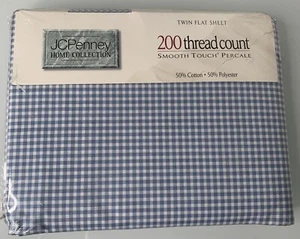 TWIN FLAT SHEET
JCPenney
HOME COLLECTION
200 thread count
SMOOTH TOUCH PERCALE
50% Cotton • 50% Polyester